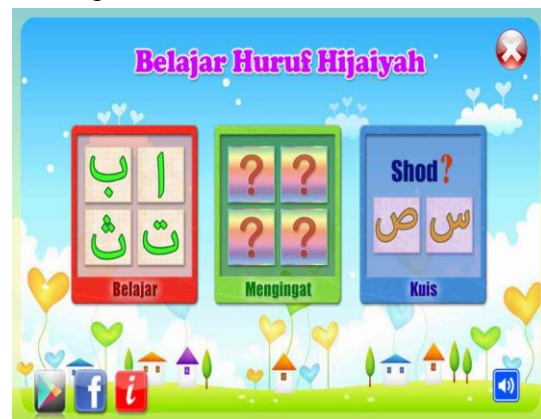 Belajar Huruf Hijaiyah
ب ا
ث ت
Belajar
? ?
? ?
Mengingat
Shod ?
ص س
Kuis
f i